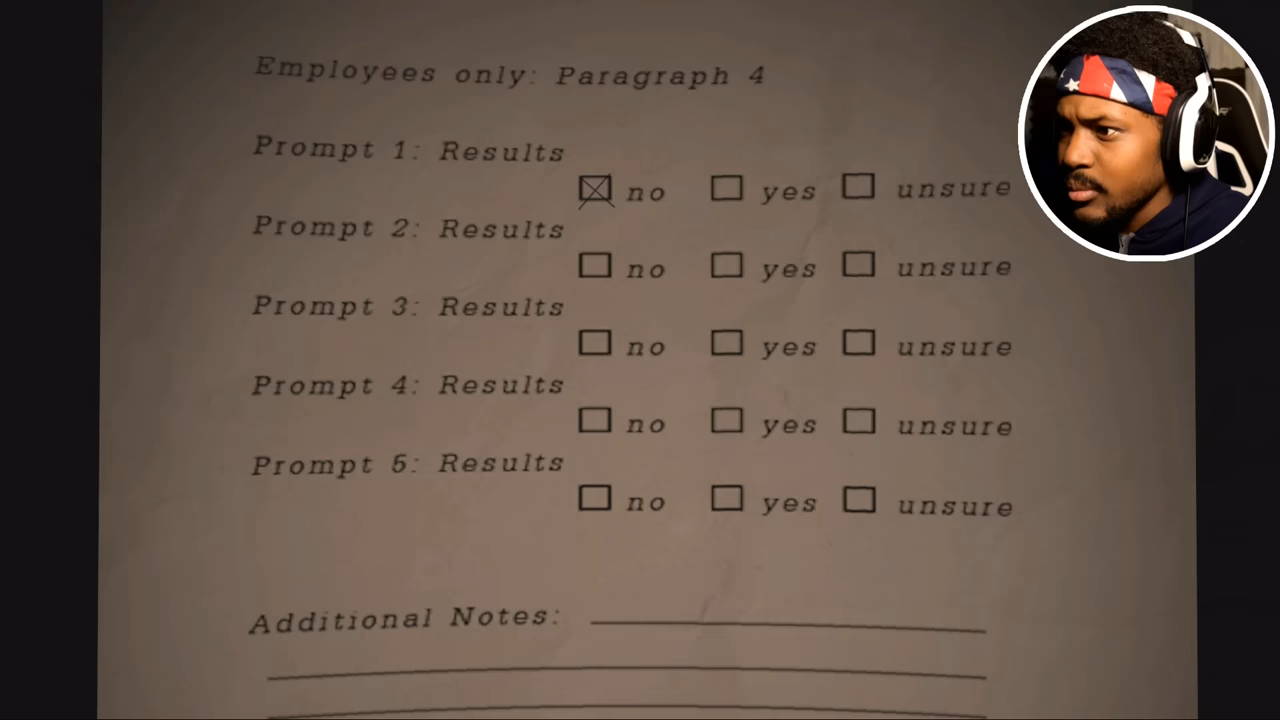 Employees only: Paragraph 4
Prompt 1: Results
no yes unsure
Prompt 2: Results
no yes unsure
Prompt 3: Results
no yes unsure
Prompt 4: Results
no yes unsure
Prompt 5: Results
no yes unsure
Additional Notes: